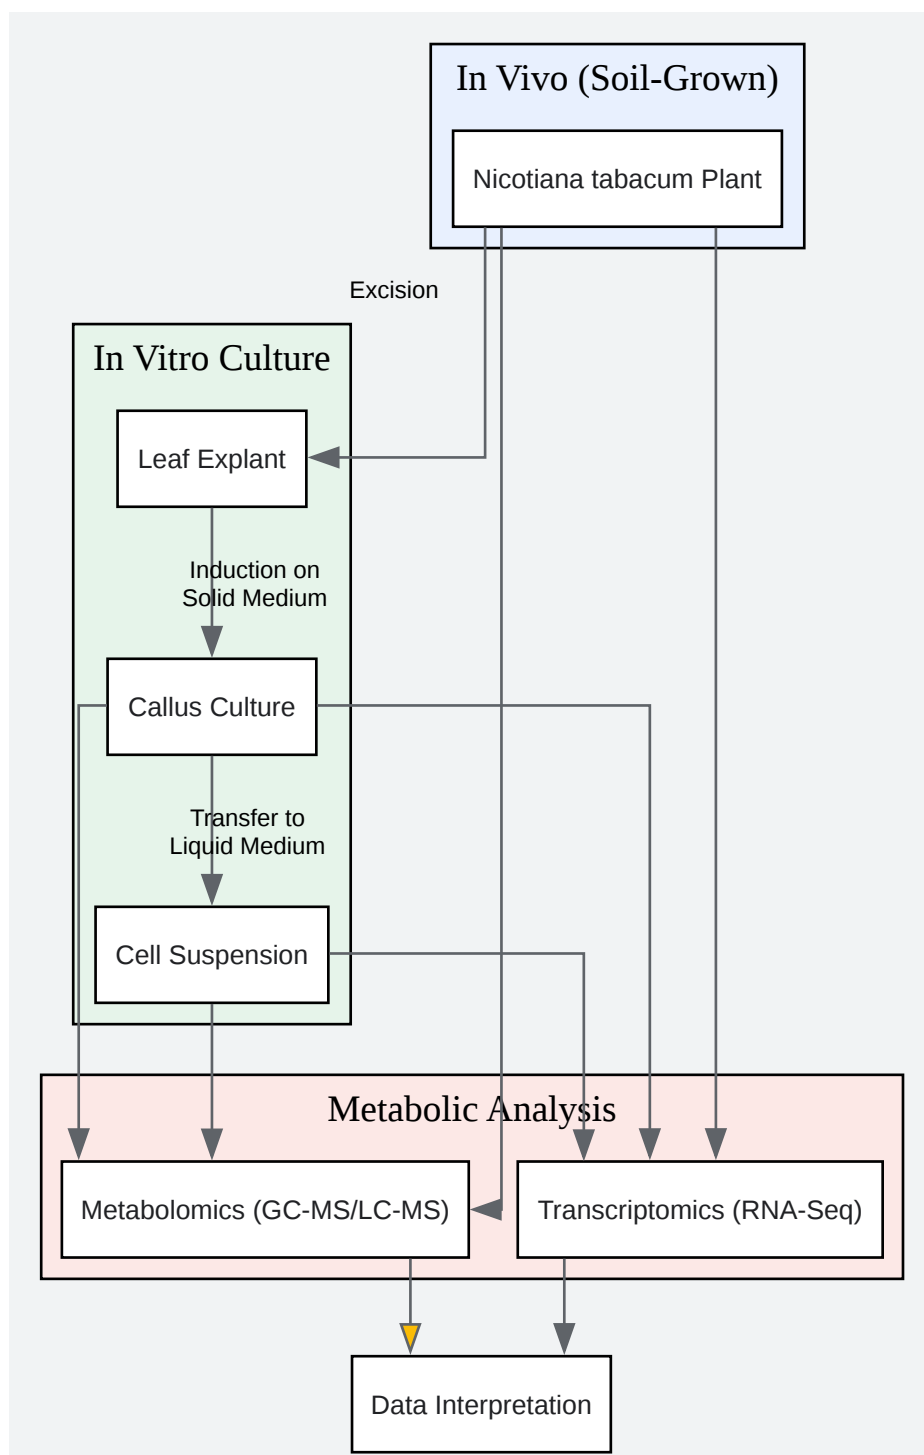 In Vivo (Soil-Grown)
Nicotiana tabacum Plant
Excision
In Vitro Culture
Leaf Explant
Induction on
Solid Medium
Callus Culture
Transfer to
Liquid Medium
Cell Suspension
Metabolic Analysis
Metabolomics (GC-MS/LC-MS)
Transcriptomics (RNA-Seq)
Data Interpretation